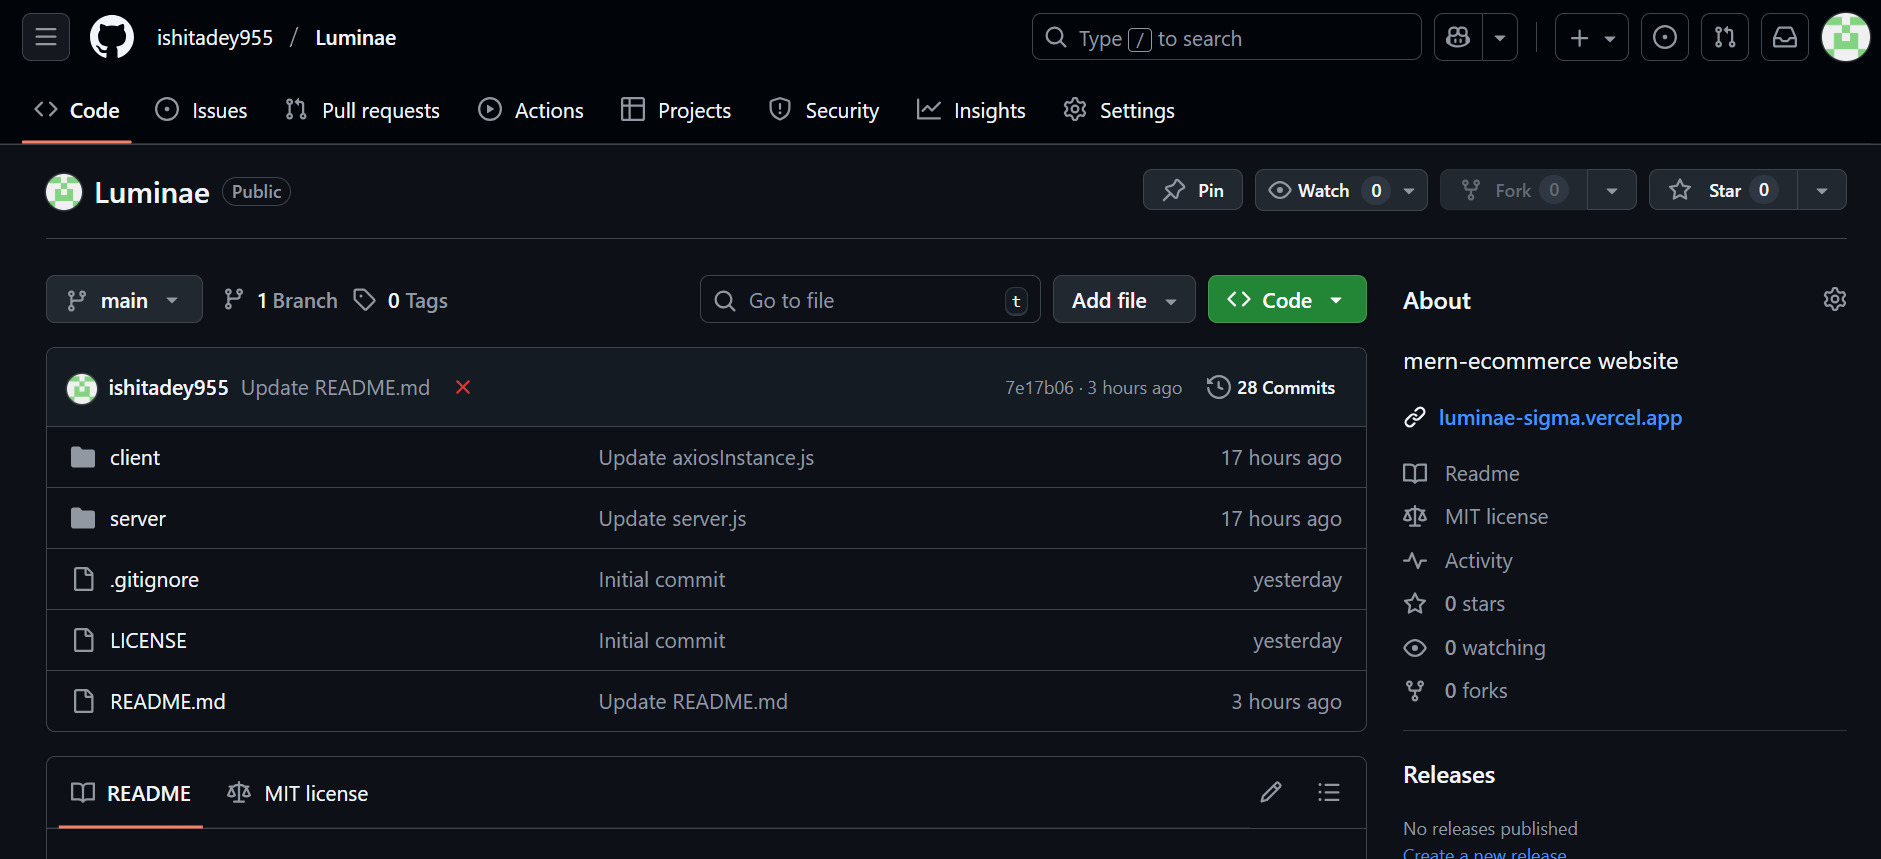 ishitadey955 / Luminae
Type / to search
Code Issues Pull requests Actions Projects Security Insights Settings
Luminae Public
Pin Watch 0 Fork 0 Star 0
main 1 Branch 0 Tags Go to file t Add file Code
ishitadey955 Update README.md 7e17b06 · 3 hours ago 28 Commits
client Update axiosInstance.js 17 hours ago
server Update server.js 17 hours ago
.gitignore Initial commit yesterday
LICENSE Initial commit yesterday
README.md Update README.md 3 hours ago
README MIT license
About
mern-ecommerce website
luminae-sigma.vercel.app
Readme
MIT license
Activity
0 stars
0 watching
0 forks
Releases
No releases published
Create a new release